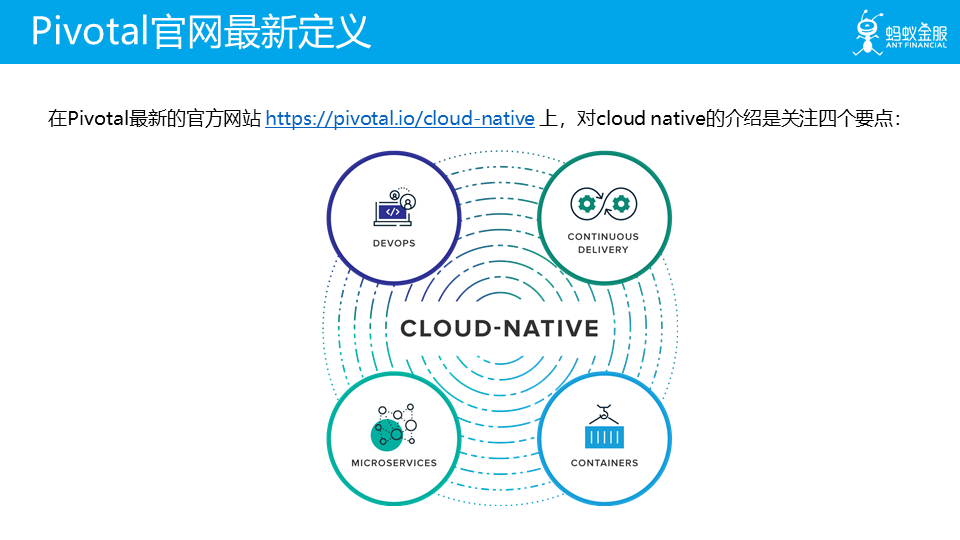 Pivotal官网最新定义
蚂蚁金服
ANT FINANCIAL
在Pivotal最新的官方网站 https://pivotal.io/cloud-native 上，对cloud native的介绍是关注四个要点：
</>
DEVOPS
CONTINUOUS
DELIVERY
CLOUD-NATIVE
MICROSERVICES
CONTAINERS